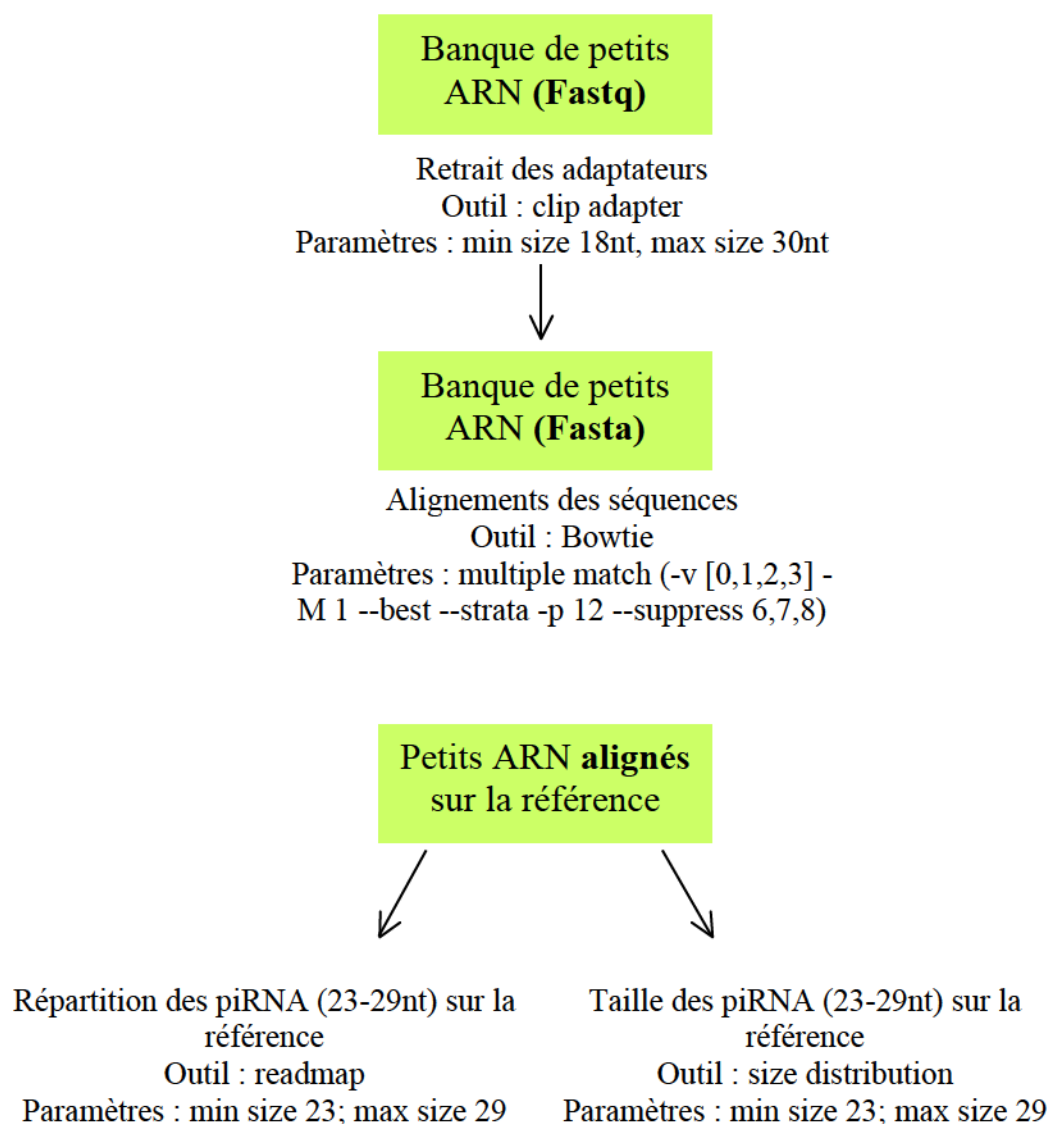 Banque de petits
ARN (Fastq)
Retrait des adaptateurs
Outil : clip adapter
Paramètres : min size 18nt, max size 30nt
Banque de petits
ARN (Fasta)
Alignements des séquences
Outil : Bowtie
Paramètres : multiple match (-v [0,1,2,3] -
M 1 --best --strata -p 12 --suppress 6,7,8)
Petits ARN alignés
sur la référence
Répartition des piRNA (23-29nt) sur la
référence
Outil : readmap
Paramètres : min size 23; max size 29
Taille des piRNA (23-29nt) sur la
référence
Outil : size distribution
Paramètres : min size 23; max size 29